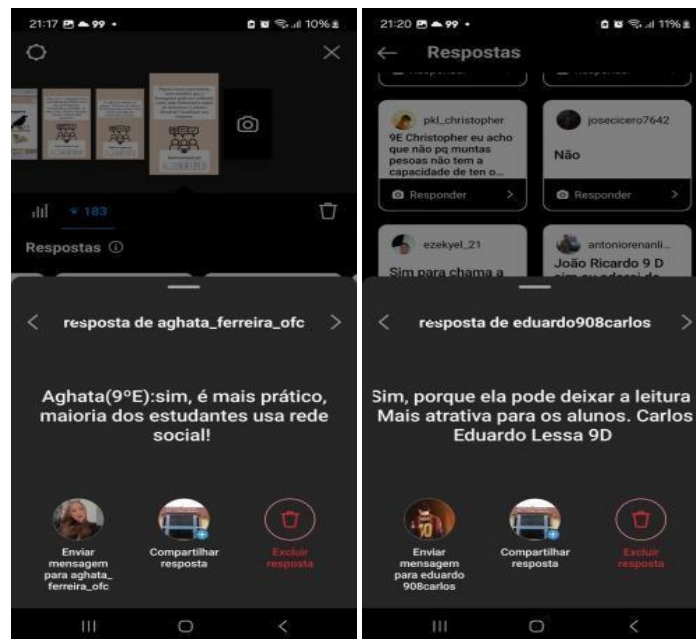 21:17 99 •
10%
183
Respostas
resposta de aghata_ferreira_ofc
Aghata(9ºE):sim, é mais prático,
maioria dos estudantes usa rede
social!
Enviar
mensagem
para aghata_
ferreira_ofc
Compartilhar
resposta
Excluir
resposta
21:20 99 •
11%
Respostas
pkl_christopher
9E Christopher eu acho
que não pq muntas
pesoas não tem a
capacidade de ten o...
Responder
josecicero7642
Não
Responder
ezekyel_21
Sim para chama a
antoniorenanli...
João Ricardo 9 D
resposta de eduardo908carlos
Sim, porque ela pode deixar a leitura
Mais atrativa para os alunos. Carlos
Eduardo Lessa 9D
Enviar
mensagem
para eduardo
908carlos
Compartilhar
resposta
Excluir
resposta